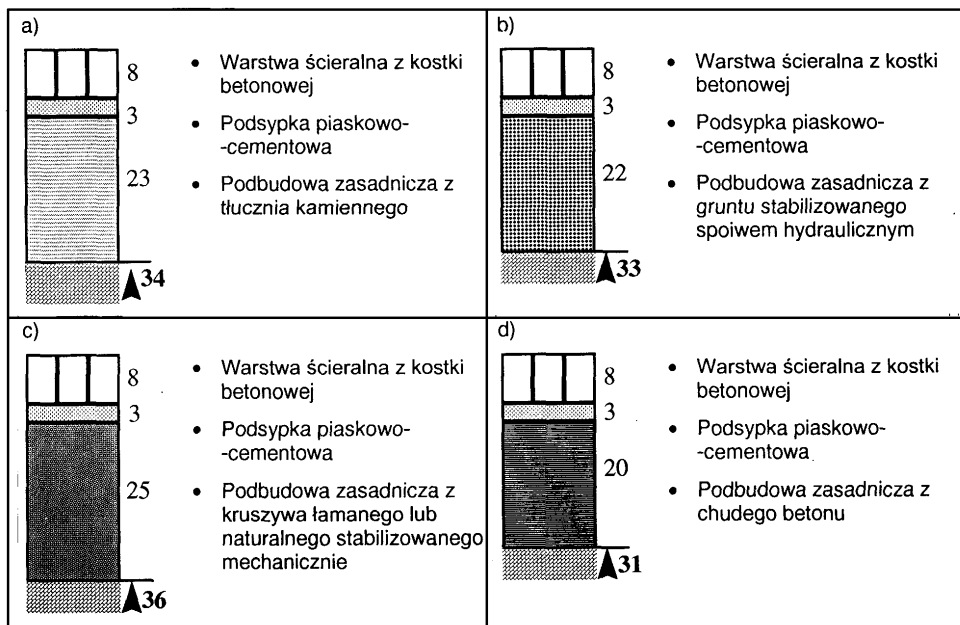 a)
8
3
23
34
• Warstwa ścieralna z kostki
betonowej
• Podsypka piaskowo-
-cementowa
• Podbudowa zasadnicza z
tłucznia kamiennego
b)
8
3
22
33
• Warstwa ścieralna z kostki
betonowej
• Podsypka piaskowo-
-cementowa
• Podbudowa zasadnicza z
gruntu stabilizowanego
spoiwem hydraulicznym
c)
8
3
25
36
• Warstwa ścieralna z kostki
betonowej
• Podsypka piaskowo-
-cementowa
• Podbudowa zasadnicza z
kruszywa łamanego lub
naturalnego stabilizowanego
mechanicznie
d)
8
3
20
31
• Warstwa ścieralna z kostki
betonowej
• Podsypka piaskowo-
-cementowa
• Podbudowa zasadnicza z
chudego betonu